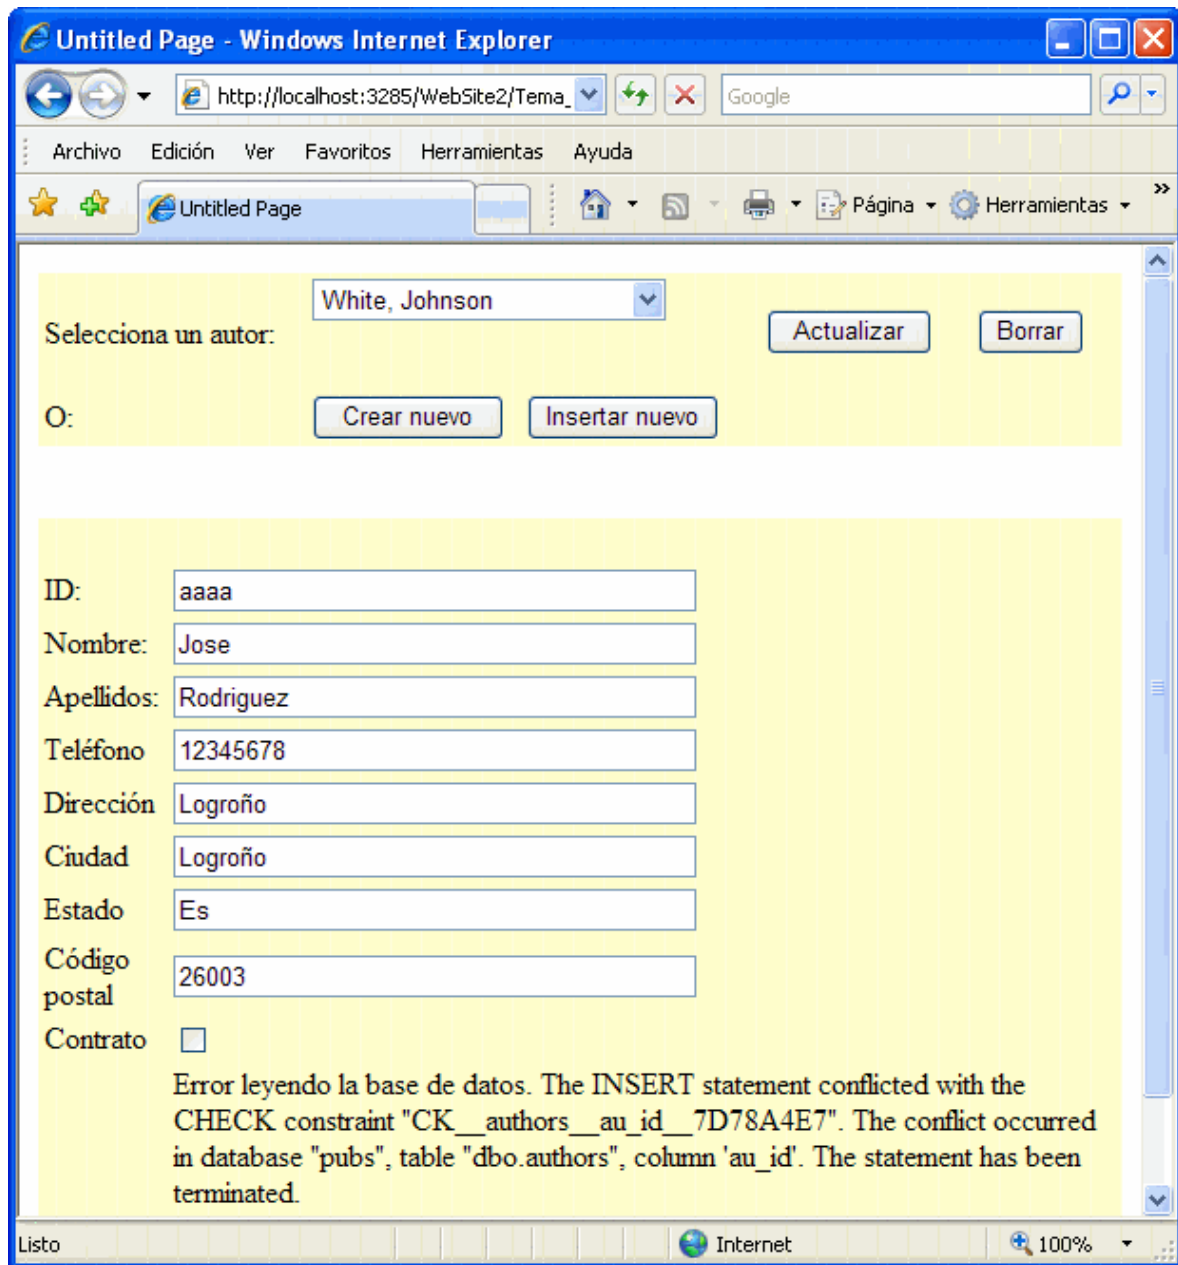 Untitled Page - Windows Internet Explorer
http://localhost:3285/WebSite2/Tema_
Google
Archivo Edición Ver Favoritos Herramientas Ayuda
Untitled Page
Página
Herramientas
»
White, Johnson
Selecciona un autor:
Actualizar
Borrar
O:
Crear nuevo
Insertar nuevo
ID: aaaa
Nombre: Jose
Apellidos: Rodriguez
Teléfono 12345678
Dirección Logroño
Ciudad Logroño
Estado Es
Código
postal
26003
Contrato
Error leyendo la base de datos. The INSERT statement conflicted with the
CHECK constraint "CK__authors__au_id__7D78A4E7". The conflict occurred
in database "pubs", table "dbo.authors", column 'au_id'. The statement has been
terminated.
Listo
Internet
100%